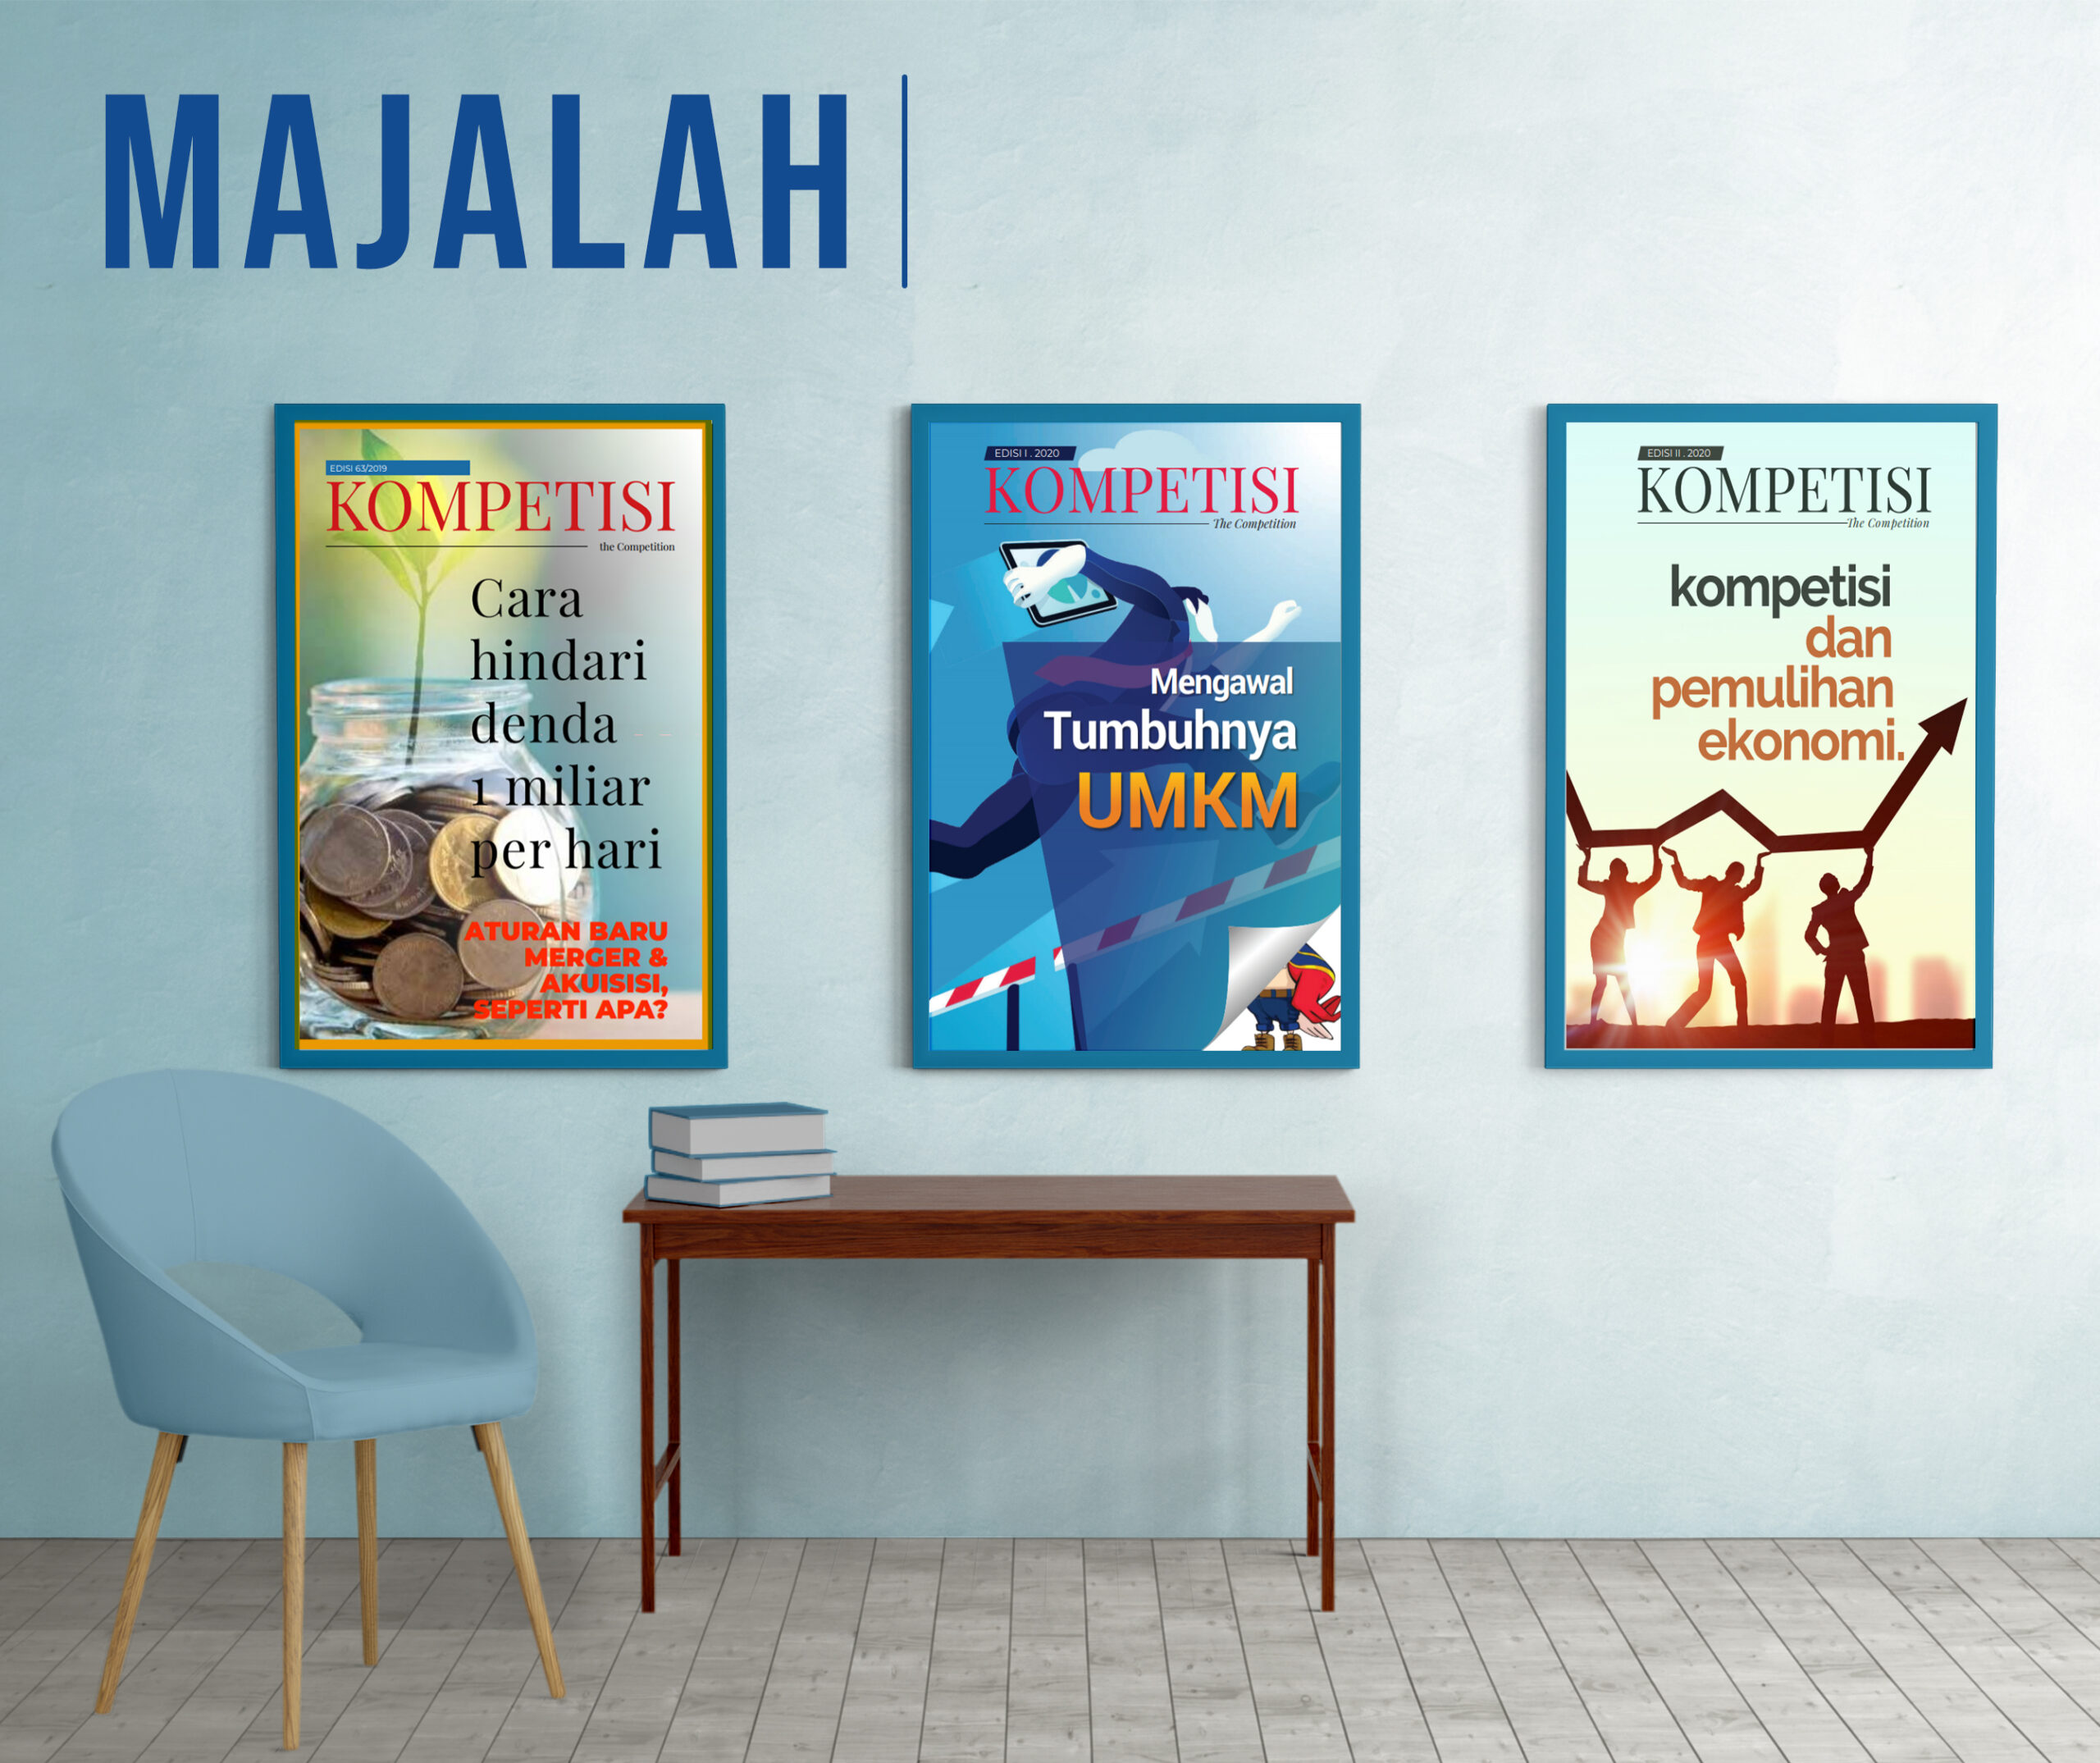 MAJALAH
EDISI 63/2019
KOMPETISI
the Competition
Cara
hindari
denda
1 miliar
per hari
ATURAN BARU
MERGER &
AKUISISI,
SEPERTI APA?
EDISI I . 2020
KOMPETISI
The Competition
Mengawal
Tumbuhnya
UMKM
EDISI II . 2020
KOMPETISI
The Competition
kompetisi
dan
pemulihan
ekonomi.